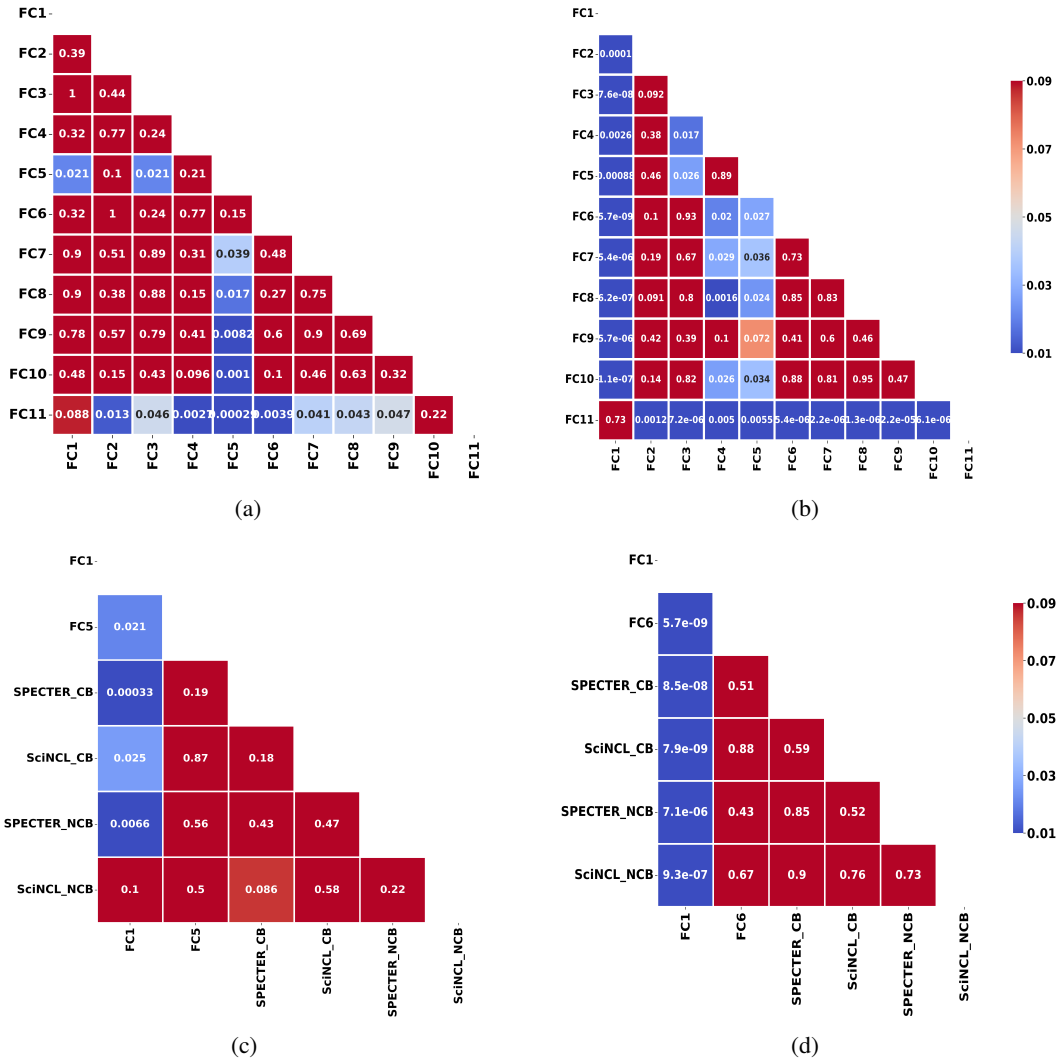 FC1
FC2 0.39
FC3 1 0.44
FC4 0.32 0.77 0.24
FC5 0.021 0.1 0.021 0.21
FC6 0.32 1 0.24 0.77 0.15
FC7 0.9 0.51 0.89 0.31 0.039 0.48
FC8 0.9 0.38 0.88 0.15 0.017 0.27 0.75
FC9 0.78 0.57 0.79 0.41 0.0082 0.6 0.9 0.69
FC10 0.48 0.15 0.43 0.096 0.001 0.1 0.46 0.63 0.32
FC11 0.088 0.013 0.046 0.0027 0.00029 0.0039 0.041 0.043 0.047 0.22
FC1 FC2 FC3 FC4 FC5 FC6 FC7 FC8 FC9 FC10 FC11
(a)
FC1
FC2 0.0001
FC3 7.6e-08 0.092
FC4 0.0026 0.38 0.017
FC5 0.00088 0.46 0.026 0.89
FC6 5.7e-09 0.1 0.93 0.02 0.027
FC7 5.4e-06 0.19 0.67 0.029 0.036 0.73
FC8 0.091 0.8 0.0016 0.024 0.85 0.83
FC9 0.42 0.39 0.1 0.072 0.41 0.6 0.46
FC10 1.1e-07 0.14 0.82 0.026 0.034 0.88 0.81 0.95 0.47
FC11 0.73 0.0012 7.2e-06 0.005 0.0055 5.4e-06 2.2e-06 1.3e-06 2.2e-05 6.1e-06
FC1 FC2 FC3 FC4 FC5 FC6 FC7 FC8 FC9 FC10 FC11
0.09
0.07
0.05
0.03
0.01
(b)
FC1
FC5 0.021
SPECTER_CB 0.00033 0.19
SciNCL_CB 0.025 0.87 0.18
SPECTER_NCB 0.0066 0.56 0.43 0.47
SciNCL_NCB 0.1 0.5 0.086 0.58 0.22
FC1 FC5 SPECTER_CB SciNCL_CB SPECTER_NCB SciNCL_NCB
(c)
FC1
FC6 5.7e-09
SPECTER_CB 8.5e-08 0.51
SciNCL_CB 7.9e-09 0.88 0.59
SPECTER_NCB 7.1e-06 0.43 0.85 0.52
SciNCL_NCB 9.3e-07 0.67 0.9 0.76 0.73
FC1 FC6 SPECTER_CB SciNCL_CB SPECTER_NCB SciNCL_NCB
0.09
0.07
0.05
0.03
0.01
(d)